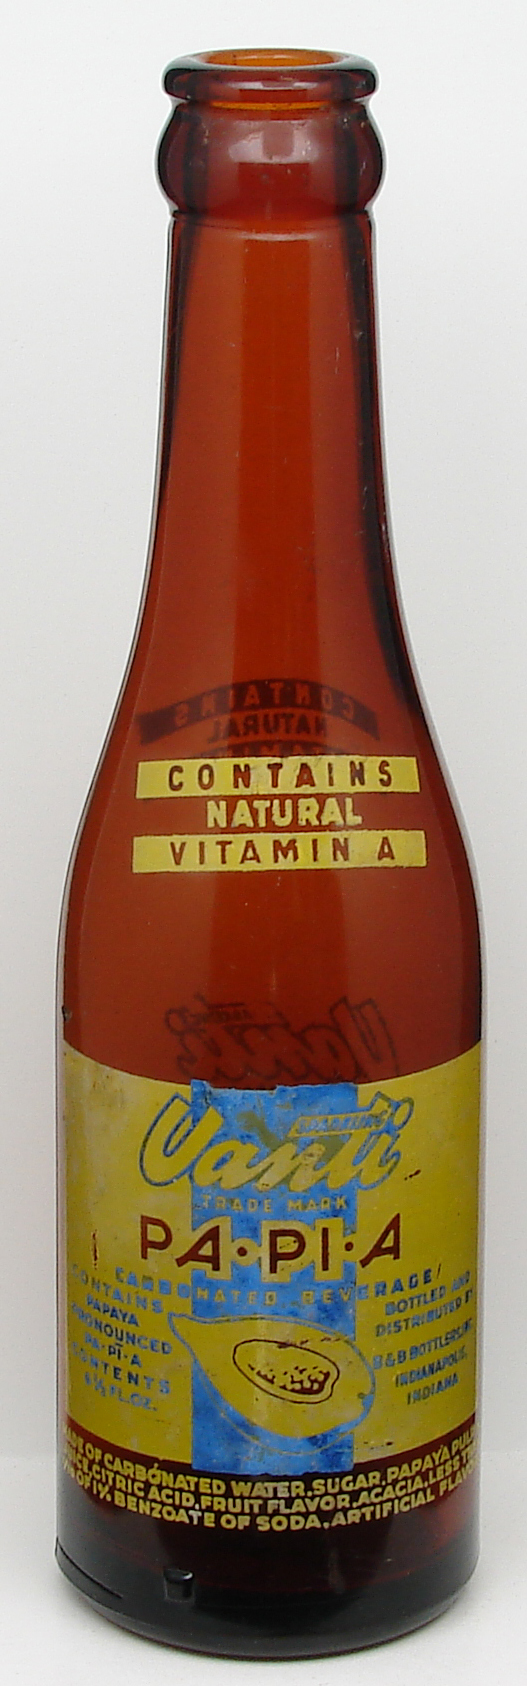 CONTAINS
NATURAL
VITAMIN A
Vanti
TRADE MARK
PA·PI·A
CARBONATED BEVERAGE
CONTAINS
PAPAYA
PRONOUNCED
PA·PI·A
CONTENTS
FL.OZ.
BOTTLED AND
DISTRIBUTED BY
B & B BOTTLERS INC.
INDIANAPOLIS,
INDIANA
MADE OF CARBONATED WATER, SUGAR, PAPAYA PULP
JUICE, CITRIC ACID, FRUIT FLAVOR, ACACIA, LESS THAN
OF 1% BENZOATE OF SODA, ARTIFICIAL FLAVOR